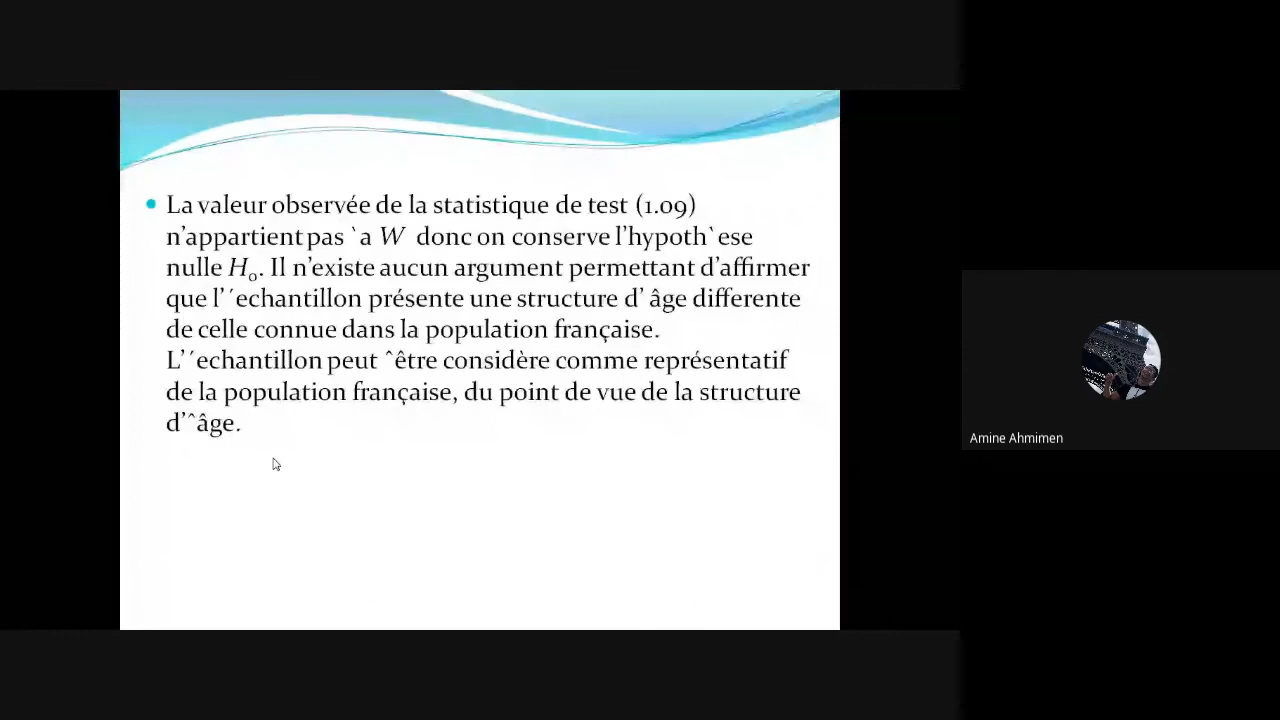 La valeur observée de la statistique de test (1.09)
n’appartient pas `a W donc on conserve l’hypoth`ese
nulle H₀. Il n’existe aucun argument permettant d’affirmer
que l’´echantillon présente une structure d’ âge differente
de celle connue dans la population française.
L’´echantillon peut ˆêtre considère comme représentatif
de la population française, du point de vue de la structure
d’ˆâge.
Amine Ahmimen